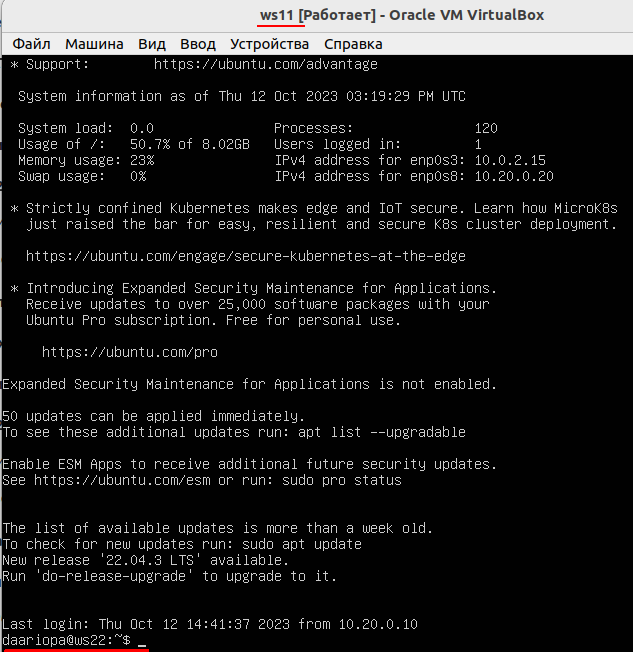 ws11 [Работает] - Oracle VM VirtualBox
Файл Машина Вид Ввод Устройства Справка
* Support: https://ubuntu.com/advantage
System information as of Thu 12 Oct 2023 03:19:29 PM UTC
System load: 0.0 Processes: 120
Usage of /: 50.7% of 8.02GB Users logged in: 1
Memory usage: 23% IPv4 address for enp0s3: 10.0.2.15
Swap usage: 0% IPv4 address for enp0s8: 10.20.0.20
* Strictly confined Kubernetes makes edge and IoT secure. Learn how MicroK8s
just raised the bar for easy, resilient and secure K8s cluster deployment.
https://ubuntu.com/engage/secure-kubernetes-at-the-edge
* Introducing Expanded Security Maintenance for Applications.
Receive updates to over 25,000 software packages with your
Ubuntu Pro subscription. Free for personal use.
https://ubuntu.com/pro
Expanded Security Maintenance for Applications is not enabled.
50 updates can be applied immediately.
To see these additional updates run: apt list --upgradable
Enable ESM Apps to receive additional future security updates.
See https://ubuntu.com/esm or run: sudo pro status
The list of available updates is more than a week old.
To check for new updates run: sudo apt update
New release '22.04.3 LTS' available.
Run 'do-release-upgrade' to upgrade to it.
Last login: Thu Oct 12 14:41:37 2023 from 10.20.0.10
daariopa@ws22:~$ _